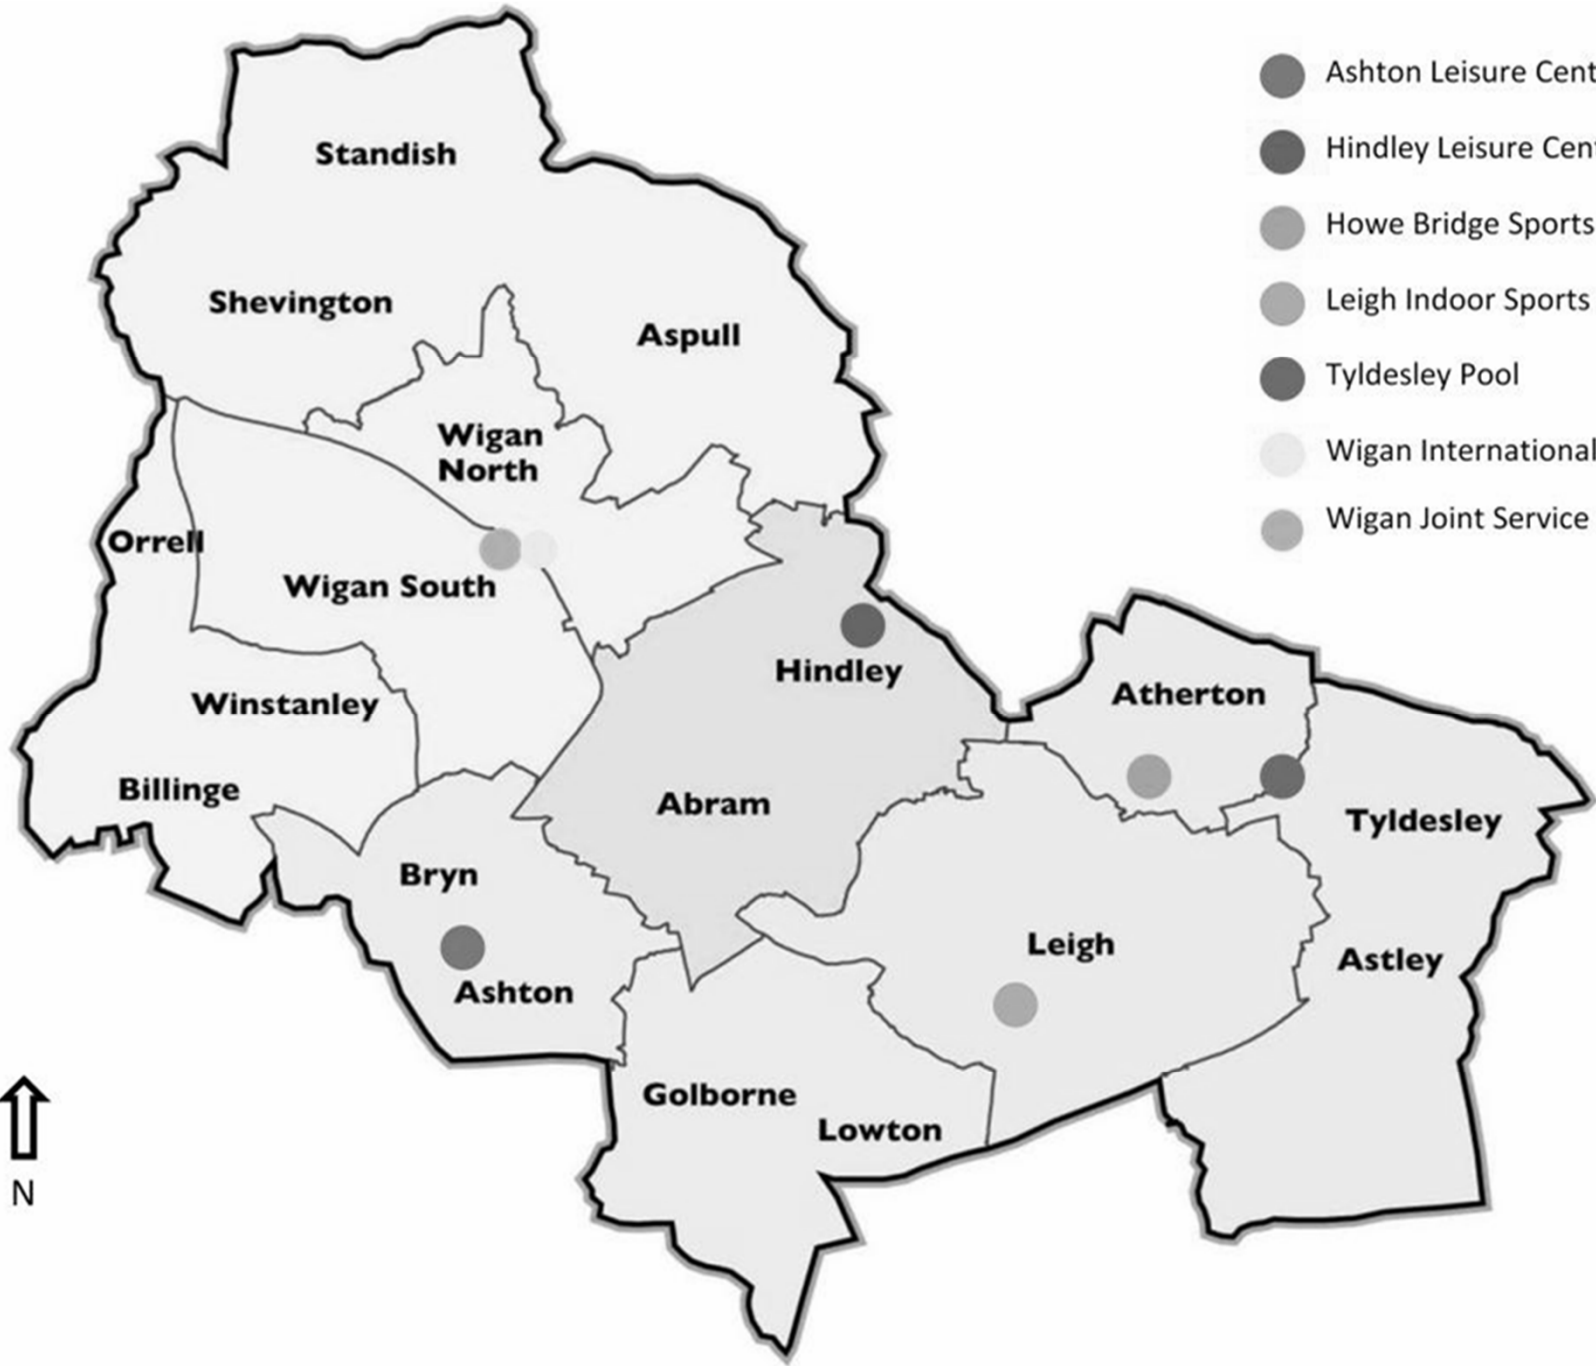 Ashton Leisure Cent
Hindley Leisure Cen
Howe Bridge Sports
Leigh Indoor Sports
Tyldesley Pool
Wigan International
Wigan Joint Service
Standish
Shevington
Aspull
Wigan
North
Orrell
Wigan South
Hindley
Winstanley
Atherton
Billinge
Abram
Tyldesley
Bryn
Leigh
Astley
Ashton
Golborne
Lowton
N